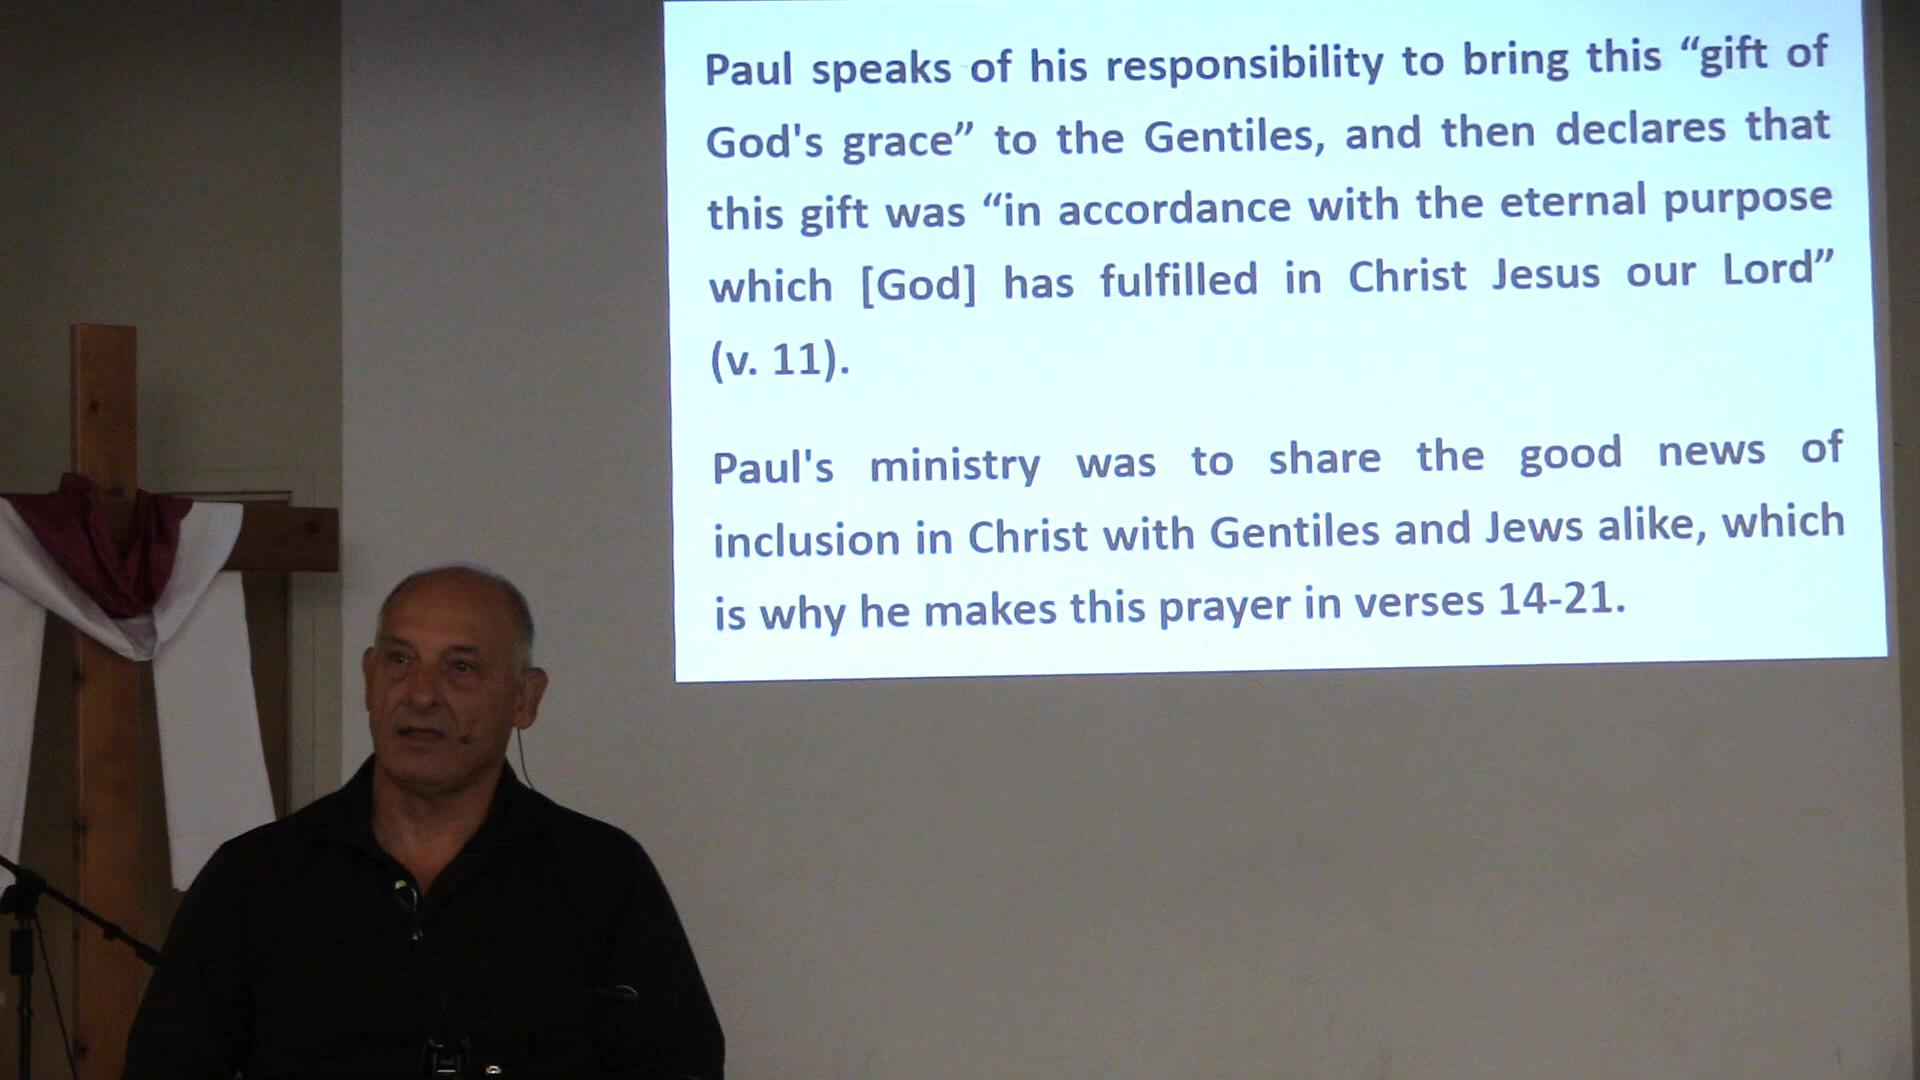 Paul speaks of his responsibility to bring this “gift of
God's grace” to the Gentiles, and then declares that
this gift was “in accordance with the eternal purpose
which [God] has fulfilled in Christ Jesus our Lord”
(v. 11).
Paul's ministry was to share the good news of
inclusion in Christ with Gentiles and Jews alike, which
is why he makes this prayer in verses 14-21.